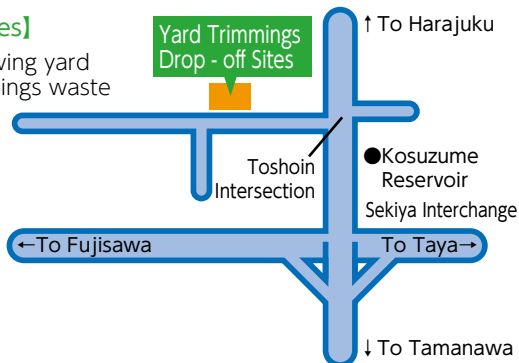 es】
ving yard
ings waste
Yard Trimmings
Drop - off Sites
↑To Harajuku
Toshoin
Intersection
●Kosuzume
Reservoir
Sekiya Interchange
←To Fujisawa
To Taya→
↓To Tamanawa